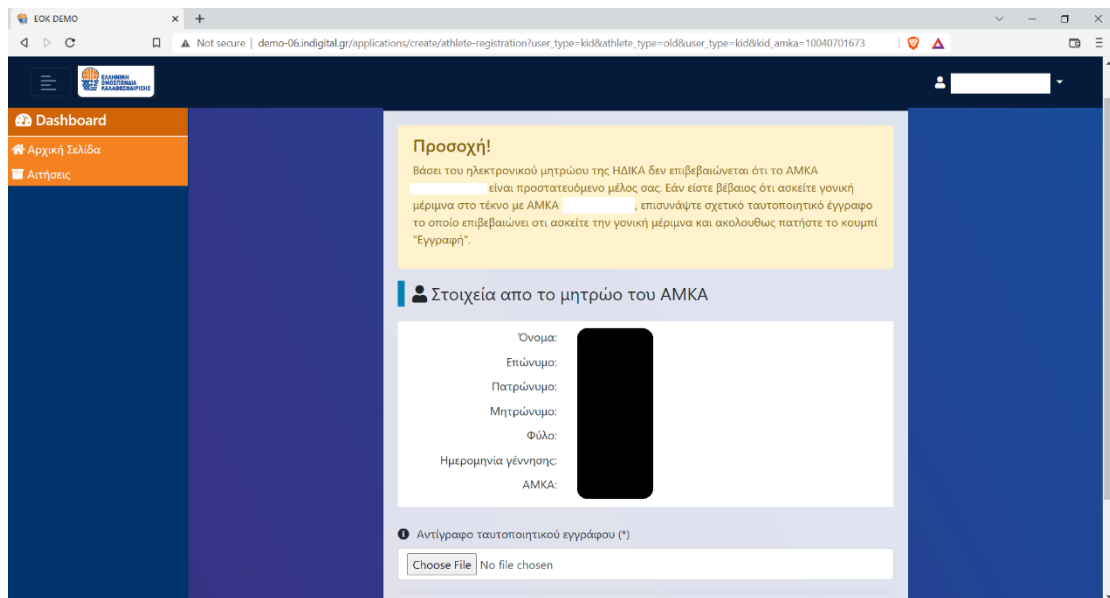 EOK DEMO
Not secure | demo-06.indigital.gr/applications/create/athlete-registration?user_type=kid&athlete_type=old&user_type=kid&kid_amka=10040701673
ΕΛΛΗΝΙΚΗ
ΟΜΟΣΠΟΝΔΙΑ
ΚΑΛΑΘΟΣΦΑΙΡΙΣΗΣ
Dashboard
Αρχική Σελίδα
Αιτήσεις
Προσοχή!
Βάσει του ηλεκτρονικού μητρώου της ΗΔΙΚΑ δεν επιβεβαιώνεται ότι το ΑΜΚΑ
είναι προστατευόμενο μέλος σας. Εάν είστε βέβαιος ότι ασκείτε γονική
μέριμνα στο τέκνο με ΑΜΚΑ , επισυνάψτε σχετικό ταυτοποιητικό έγγραφο
το οποίο επιβεβαιώνει οτι ασκείτε την γονική μέριμνα και ακολουθως πατήστε το κουμπί
"Εγγραφή".
Στοιχεία απο το μητρώο του ΑΜΚΑ
Όνομα:
Επώνυμο:
Πατρώνυμο:
Μητρώνυμο:
Φύλο:
Ημερομηνία γέννησης:
ΑΜΚΑ:
Αντίγραφο ταυτοποιητικού εγγράφου (*)
Choose File No file chosen